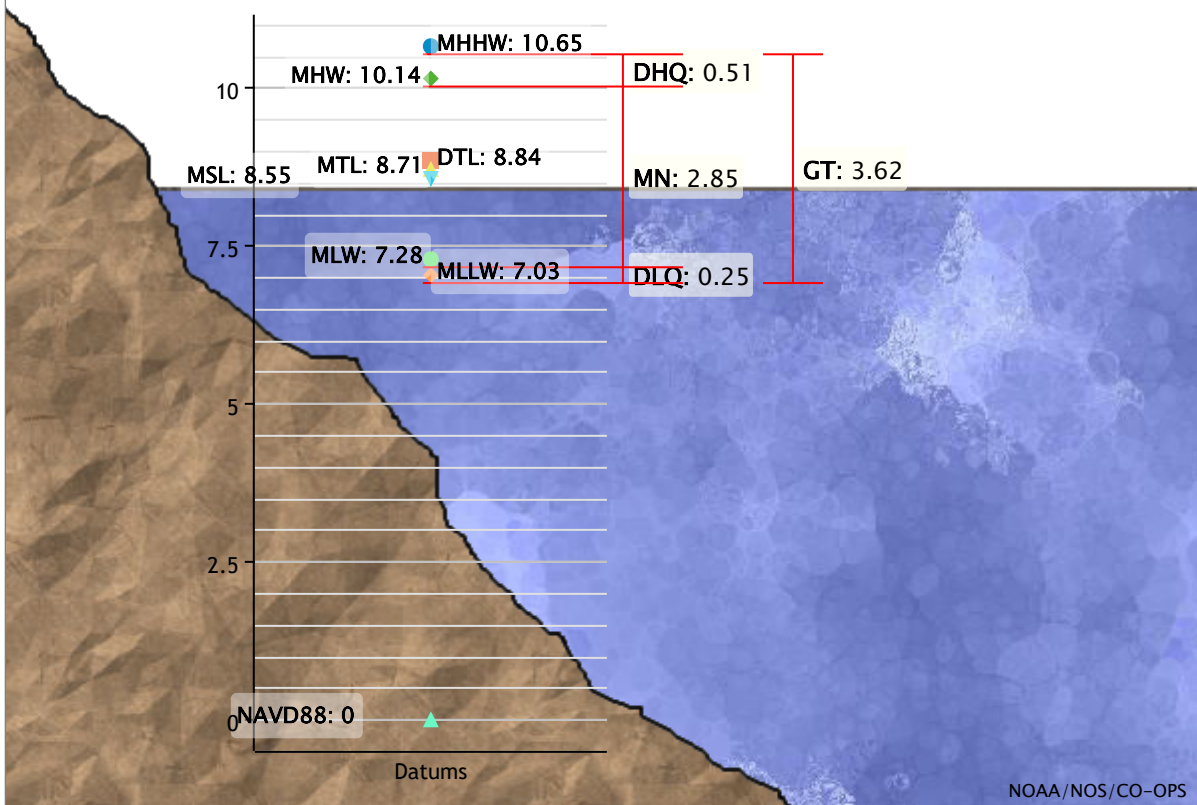 MHHW: 10.65
MHW: 10.14
DHQ: 0.51
10
MTL: 8.71
DTL: 8.84
MSL: 8.55
MN: 2.85
GT: 3.62
7.5
MLW: 7.28
MLLW: 7.03
DLQ: 0.25
5
2.5
0
NAVD88: 0
Datums
NOAA/NOS/CO-OPS